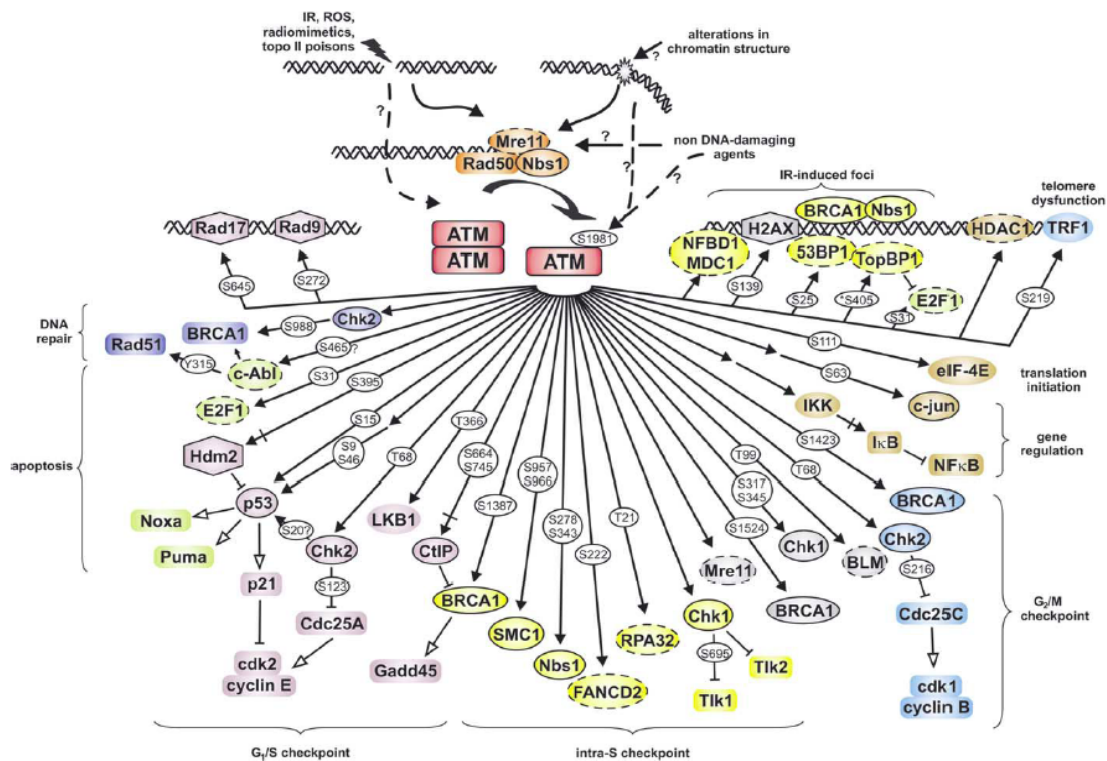 IR, ROS,
radiomimetics,
topo II poisons
alterations in
chromatin structure
?
?
Mre11
Rad50
Nbs1
?
non DNA-damaging
agents
?
?
IR-induced foci
telomere
dysfunction
BRCA1
Nbs1
Rad17
Rad9
S1981
NFBD1
MDC1
H2AX
53BP1
TopBP1
HDAC1
TRF1
ATM
ATM
ATM
S645
S272
S139
S25
*S405
E2F1
S31
S219
DNA
repair
Rad51
BRCA1
S988
Chk2
S465?
Y315
c-Abl
S111
eIF-4E
translation
initiation
S31
S395
S63
c-jun
E2F1
IKK
IκB
NFκB
gene
regulation
apoptosis
Hdm2
S15
S9
S46
T366
S664
S745
S957
S966
T99
T68
S1423
BRCA1
p53
T68
S317
S345
Noxa
Puma
S20?
Chk2
LKB1
CtIP
S1387
S278
S343
T21
S1524
Chk1
BLM
Chk2
S222
p21
S123
Mre11
S216
BRCA1
Cdc25A
SMC1
RPA32
Chk1
BRCA1
Cdc25C
G2/M
checkpoint
cdk2
cyclin E
Gadd45
Nbs1
FANCD2
S695
Tlk2
Tlk1
cdk1
cyclin B
G1/S checkpoint
intra-S checkpoint